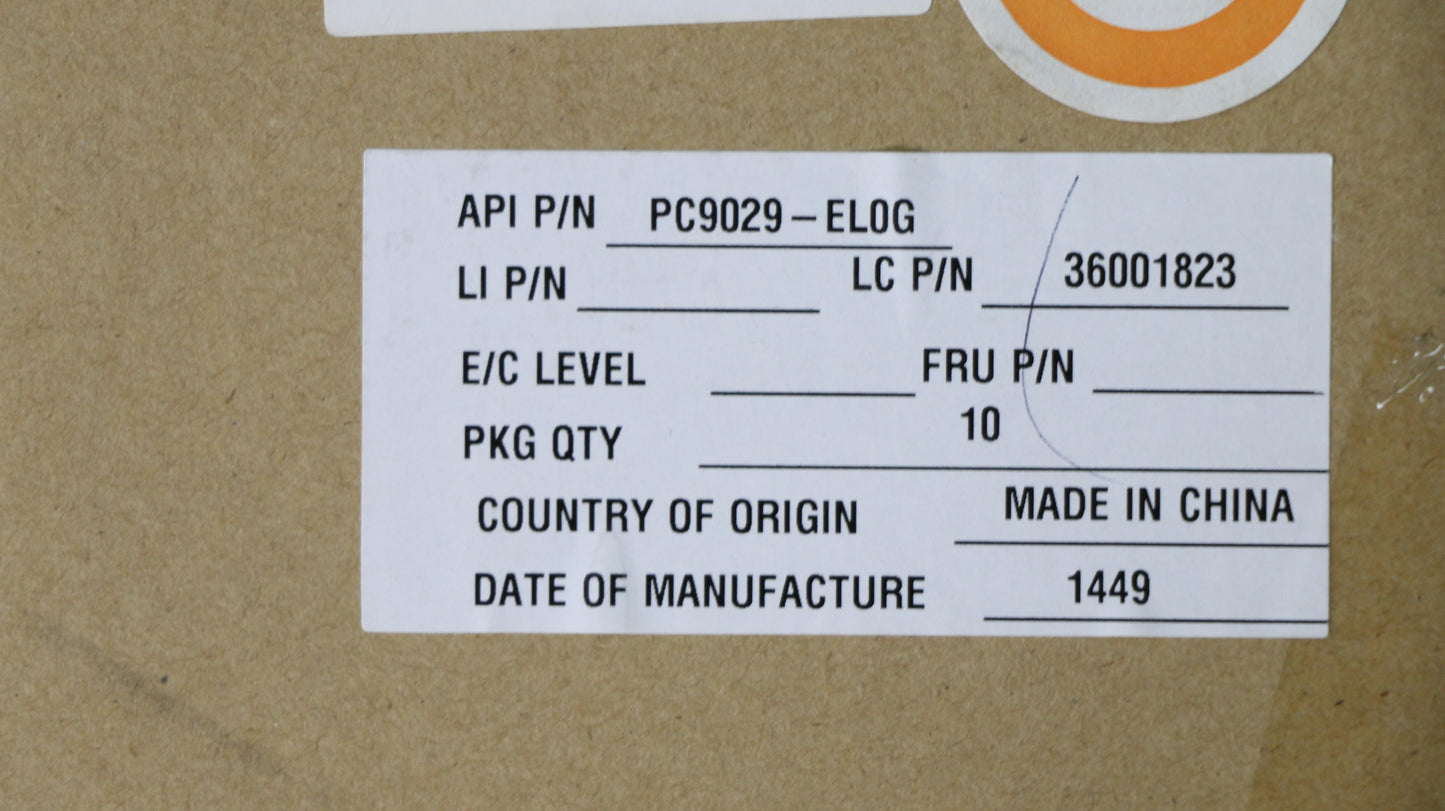 API P/N PC9029-EL0G
LI P/N LC P/N 36001823
E/C LEVEL FRU P/N
PKG QTY 10
COUNTRY OF ORIGIN MADE IN CHINA
DATE OF MANUFACTURE 1449